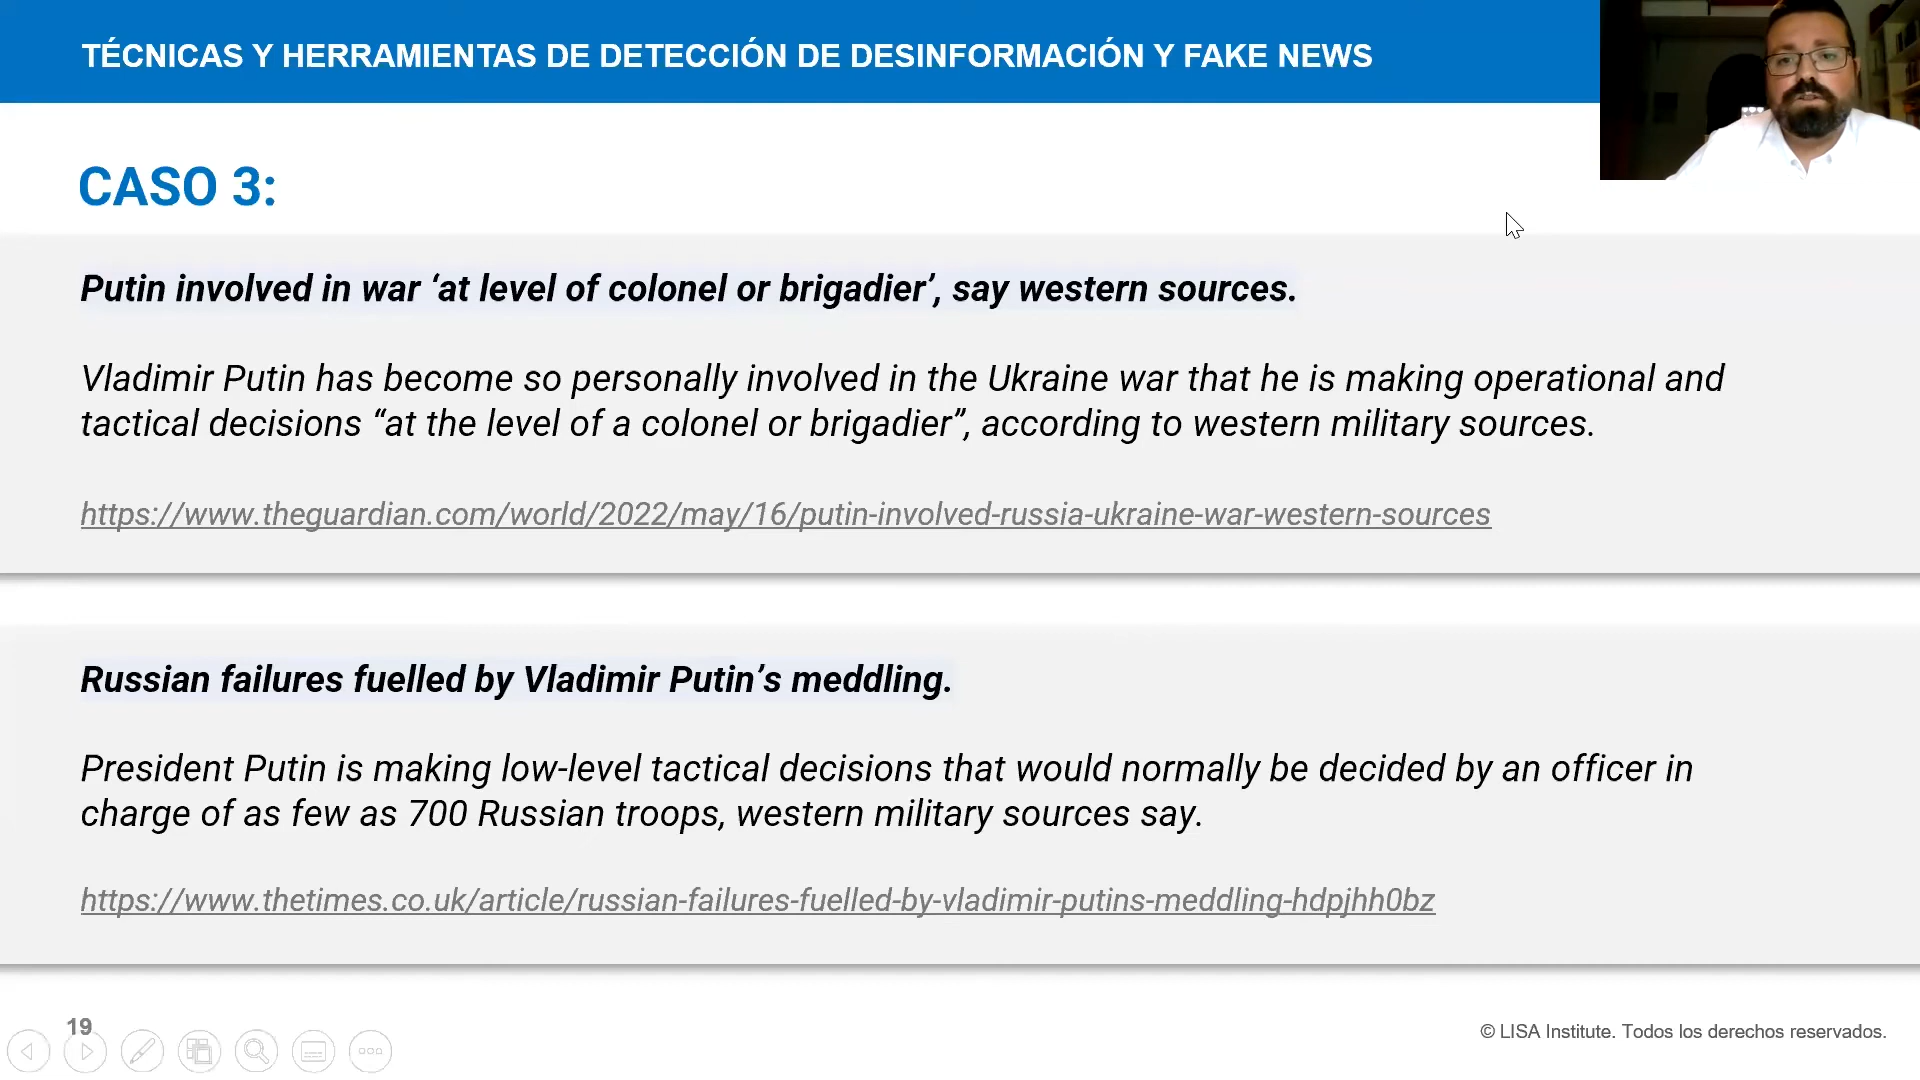 TÉCNICAS Y HERRAMIENTAS DE DETECCIÓN DE DESINFORMACIÓN Y FAKE NEWS
CASO 3:
Putin involved in war ‘at level of colonel or brigadier’, say western sources.
Vladimir Putin has become so personally involved in the Ukraine war that he is making operational and
tactical decisions “at the level of a colonel or brigadier”, according to western military sources.
https://www.theguardian.com/world/2022/may/16/putin-involved-russia-ukraine-war-western-sources
Russian failures fuelled by Vladimir Putin’s meddling.
President Putin is making low-level tactical decisions that would normally be decided by an officer in
charge of as few as 700 Russian troops, western military sources say.
https://www.thetimes.co.uk/article/russian-failures-fuelled-by-vladimir-putins-meddling-hdpjhh0bz
19
© LISA Institute. Todos los derechos reservados.